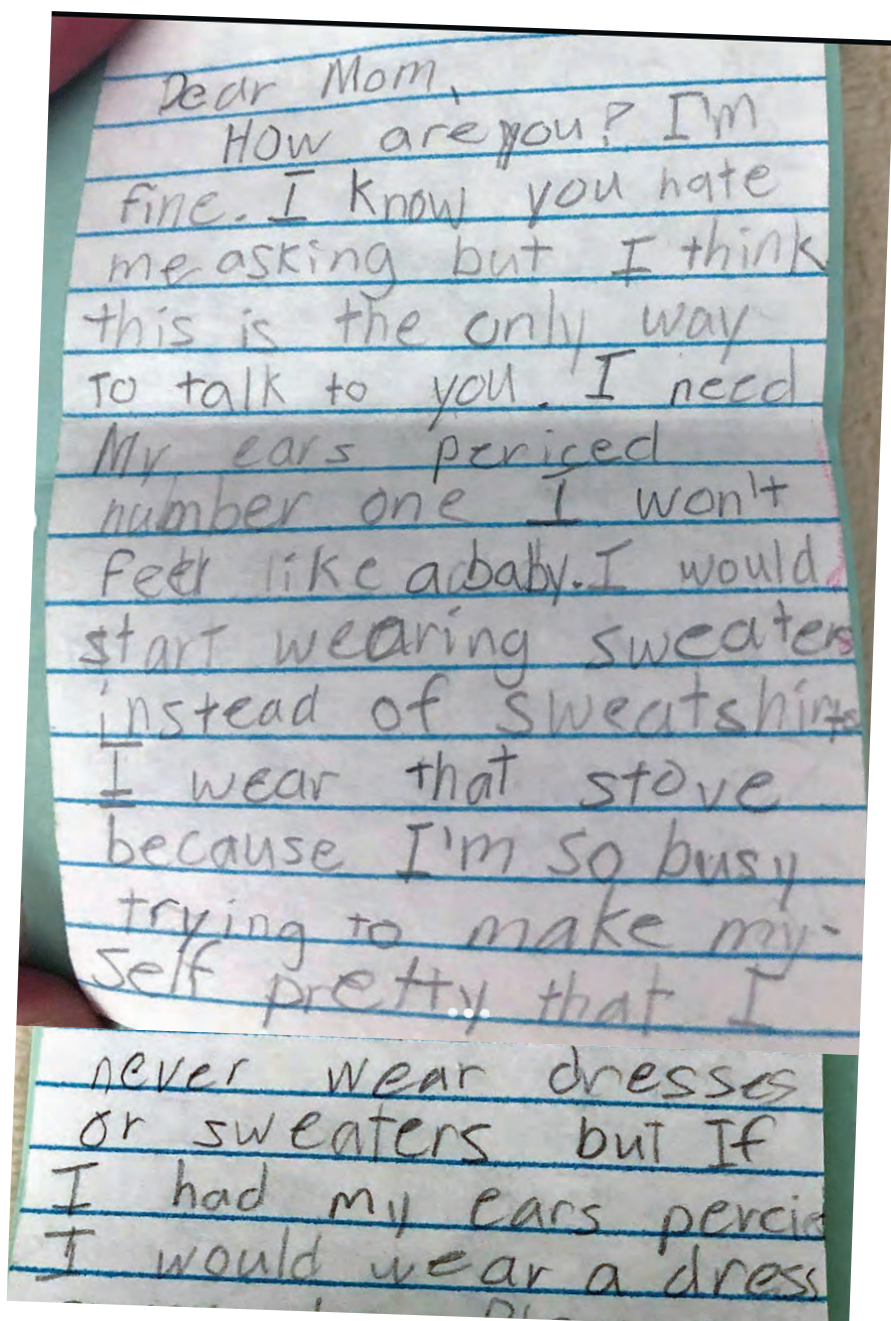 Dear Mom,
How are you? I'm
fine. I know you hate
me asking but I think
this is the only way
To talk to you. I need
My ears periced
number one I won't
feel like a baby. I would
start wearing sweaters
instead of sweatshirts
I wear that stove
because I'm so busy
trying to make my-
self pretty that I
never wear dresses
or sweaters but If
I had my ears percie
I would wear a dress